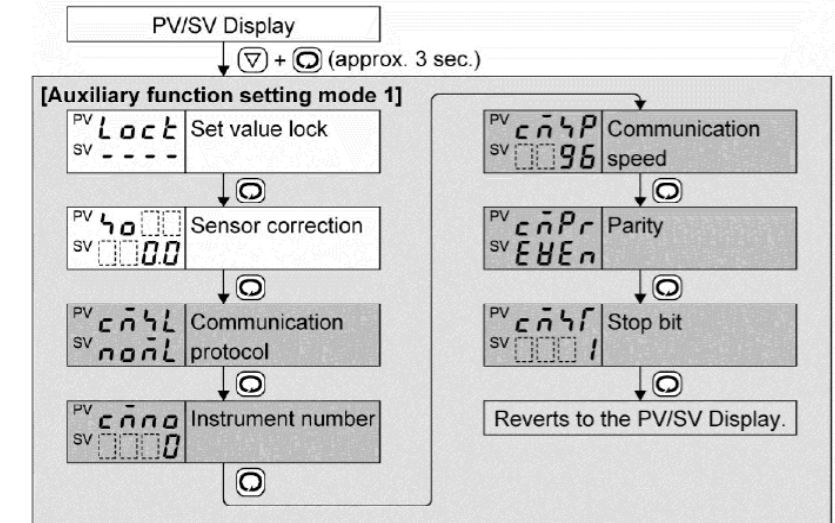 PV/SV Display
▽ + (approx. 3 sec.)
[Auxiliary function setting mode 1]
PV Lock
Set value lock
SV ----
PV So
Sensor correction
SV 0.0
PV cmSL
Communication
protocol
SV noml
PV cmno
Instrument number
SV 0
PV cmSP
Communication
speed
SV 96
PV cmPr
Parity
SV EVEn
PV cmST
Stop bit
SV 1
Reverts to the PV/SV Display.